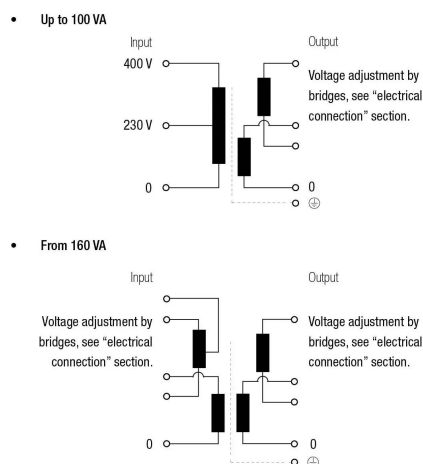 • Up to 100 VA
Input
Output
400 V
Voltage adjustment by
bridges, see “electrical
connection” section.
230 V
0
0
• From 160 VA
Input
Output
Voltage adjustment by
bridges, see “electrical
connection” section.
Voltage adjustment by
bridges, see “electrical
connection” section.
0
0